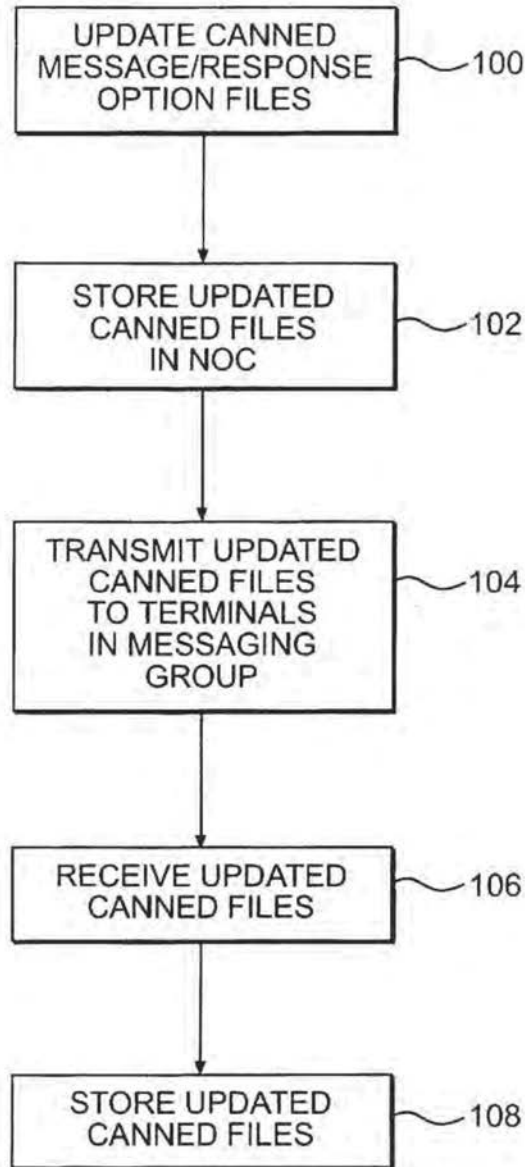 UPDATE CANNED
MESSAGE/RESPONSE
OPTION FILES
100
STORE UPDATED
CANNED FILES
IN NOC
102
TRANSMIT UPDATED
CANNED FILES
TO TERMINALS
IN MESSAGING
GROUP
104
RECEIVE UPDATED
CANNED FILES
106
STORE UPDATED
CANNED FILES
108